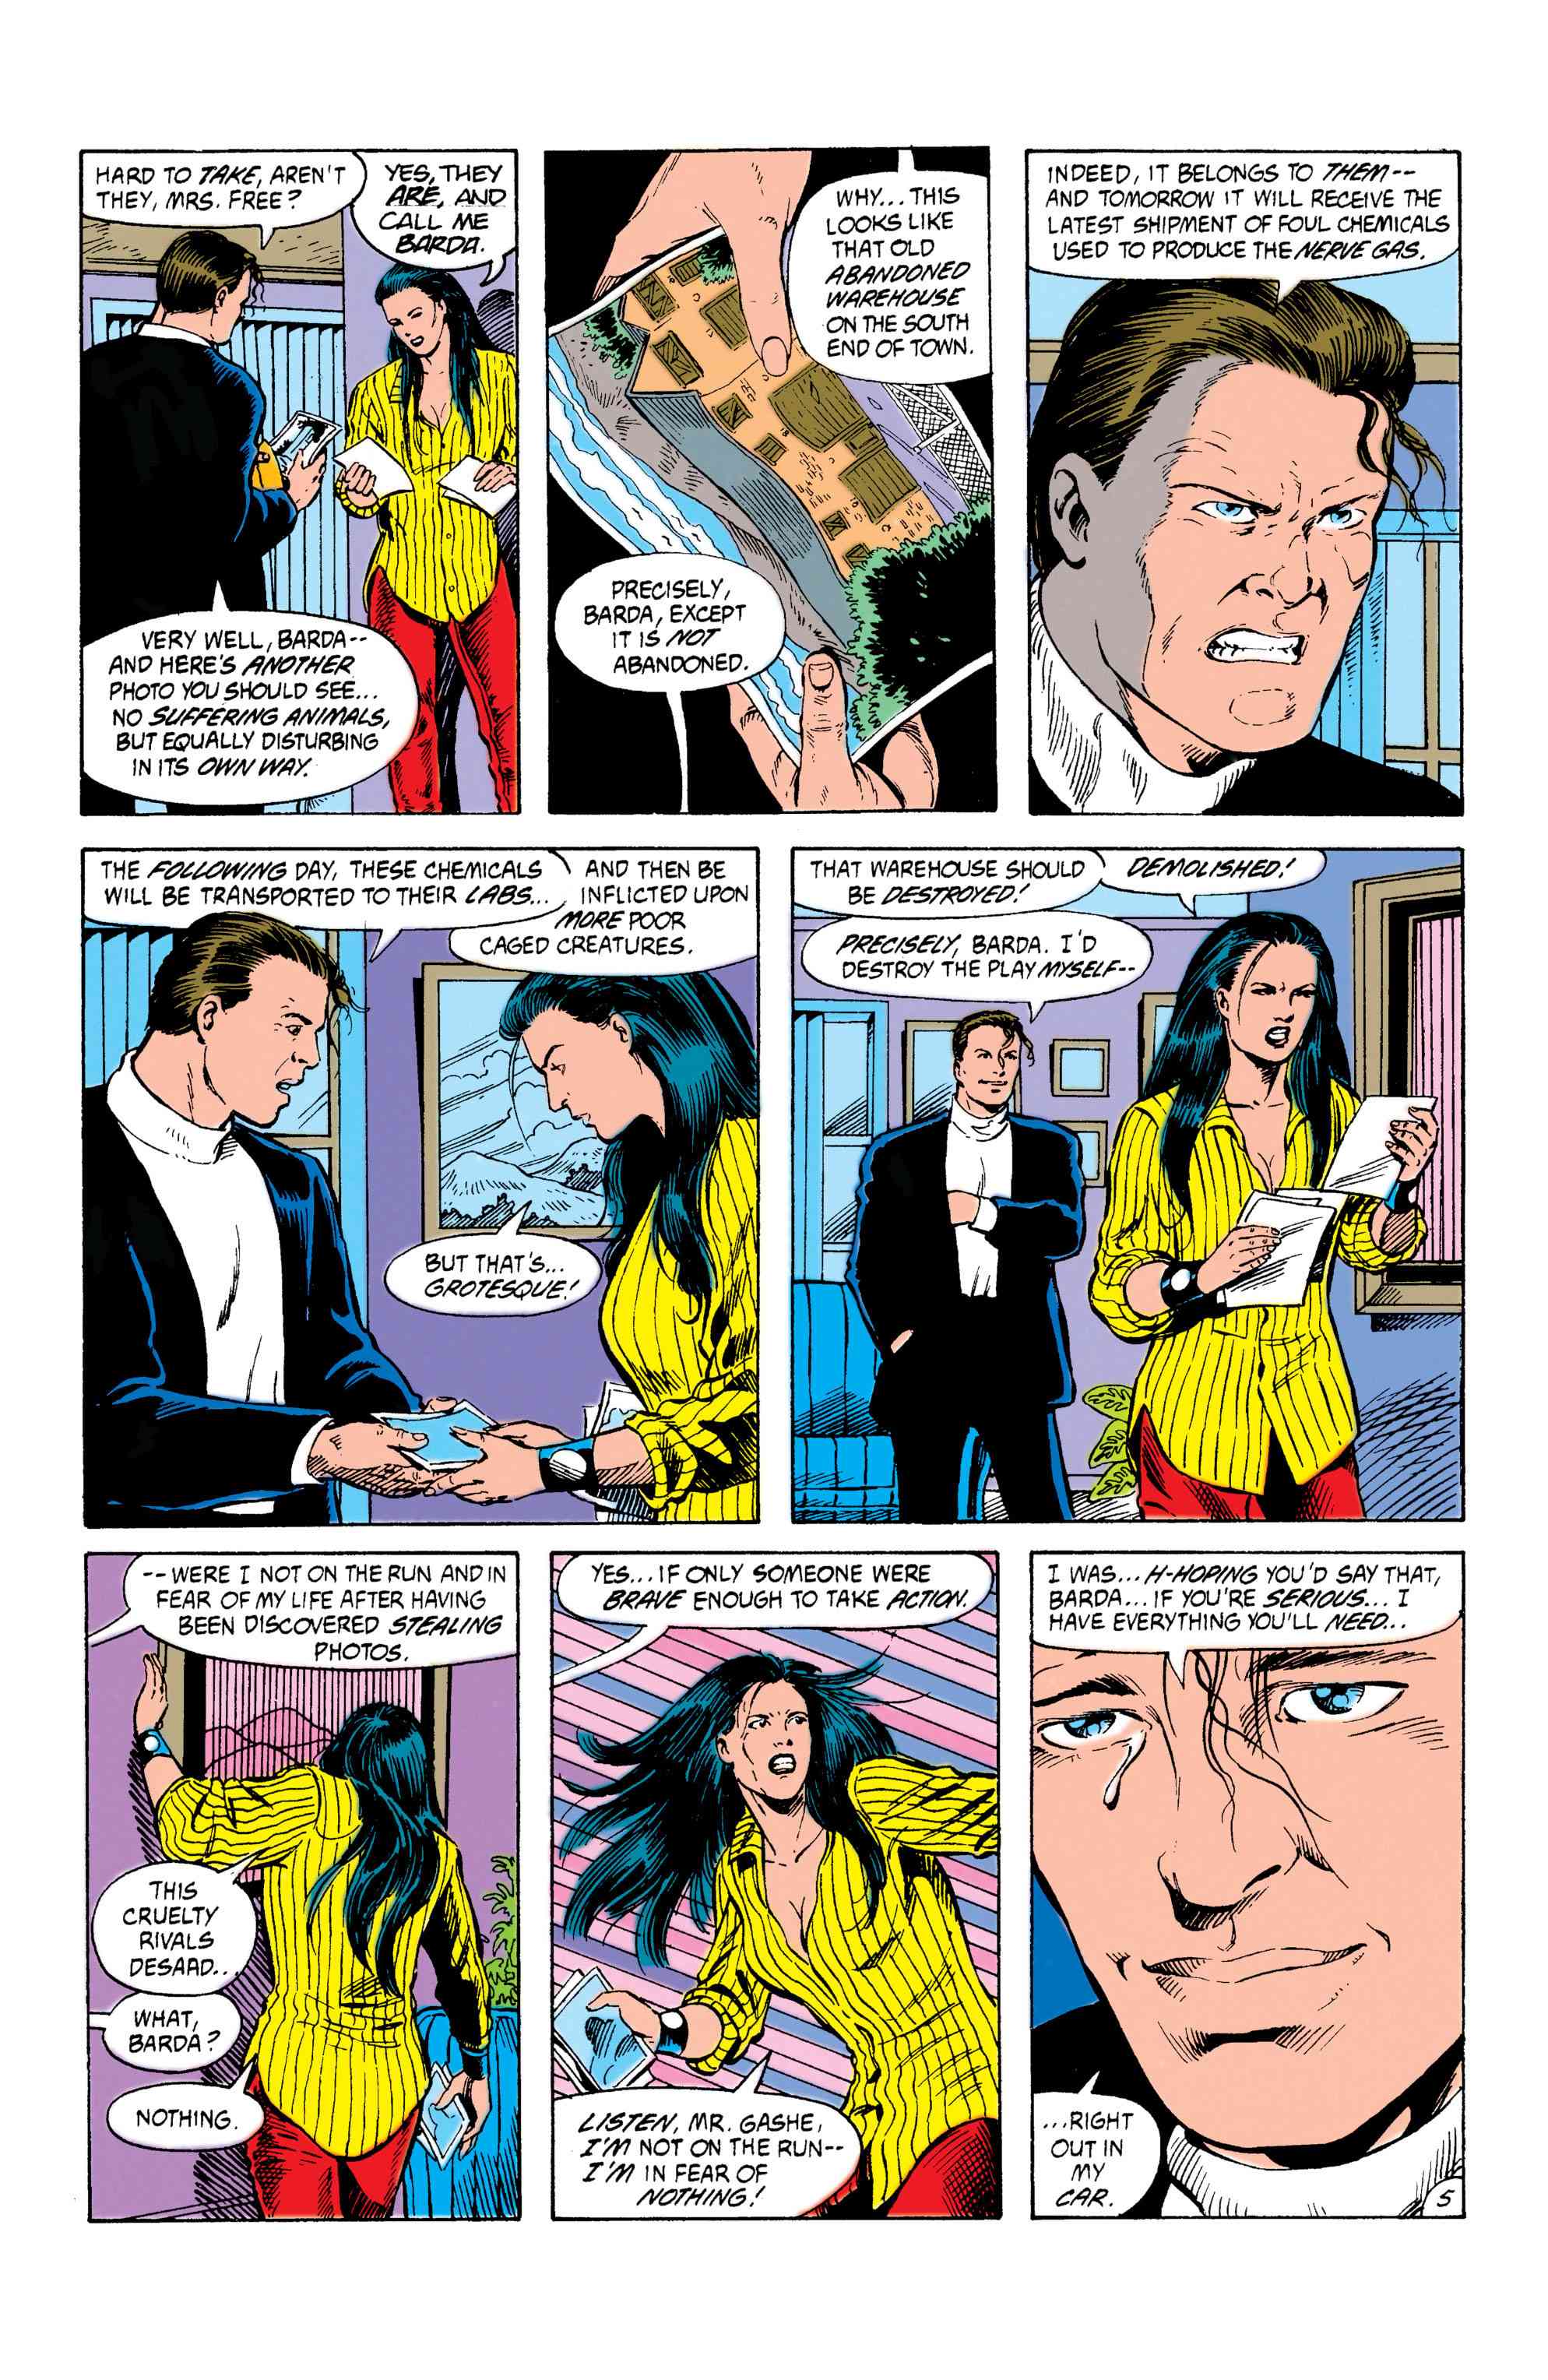 HARD TO TAKE, AREN'T
THEY, MRS. FREE?
YES, THEY
ARE, AND
CALL ME
BARDA.
VERY WELL, BARDA--
AND HERE'S ANOTHER
PHOTO YOU SHOULD SEE...
NO SUFFERING ANIMALS,
BUT EQUALLY DISTURBING
IN ITS OWN WAY.
WHY... THIS
LOOKS LIKE
THAT OLD
ABANDONED
WAREHOUSE
ON THE SOUTH
END OF TOWN.
PRECISELY,
BARDA, EXCEPT
IT IS NOT
ABANDONED.
INDEED, IT BELONGS TO THEM--
AND TOMORROW IT WILL RECEIVE THE
LATEST SHIPMENT OF FOUL CHEMICALS
USED TO PRODUCE THE NERVE GAS.
THE FOLLOWING DAY, THESE CHEMICALS
WILL BE TRANSPORTED TO THEIR LABS...
AND THEN BE
INFLICTED UPON
MORE POOR
CAGED CREATURES.
BUT THAT'S...
GROTESQUE!
THAT WAREHOUSE SHOULD
BE DESTROYED!
DEMOLISHED!
PRECISELY, BARDA. I'D
DESTROY THE PLAY MYSELF--
-- WERE I NOT ON THE RUN AND IN
FEAR OF MY LIFE AFTER HAVING
BEEN DISCOVERED STEALING
PHOTOS.
THIS
CRUELTY
RIVALS
DESAAD...
WHAT,
BARDA?
NOTHING.
YES... IF ONLY SOMEONE WERE
BRAVE ENOUGH TO TAKE ACTION.
LISTEN, MR. GASHE,
I'M NOT ON THE RUN--
I'M IN FEAR OF
NOTHING!
I WAS... H-HOPING YOU'D SAY THAT,
BARDA... IF YOU'RE SERIOUS... I
HAVE EVERYTHING YOU'LL NEED...
...RIGHT
OUT IN
MY
CAR.
5